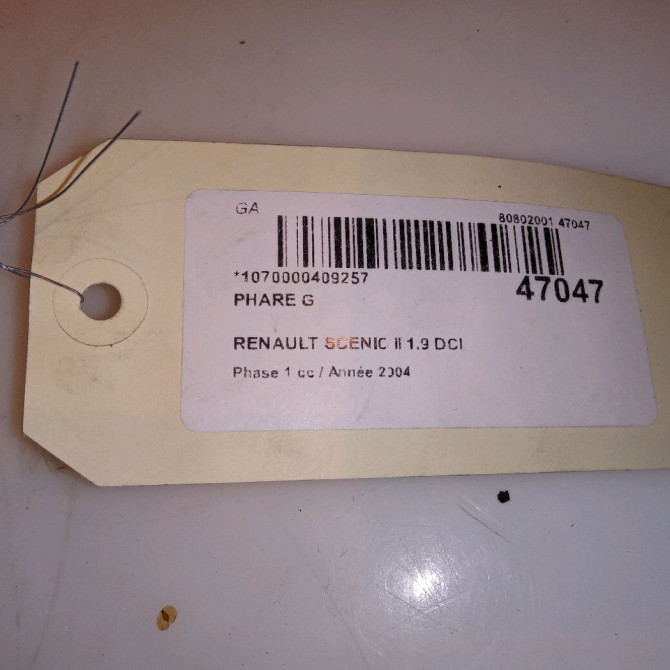 GA
80802001 47047
*1070000409257
47047
PHARE G
RENAULT SCENIC II 1.9 DCI
Phase 1 cc / Année 2004